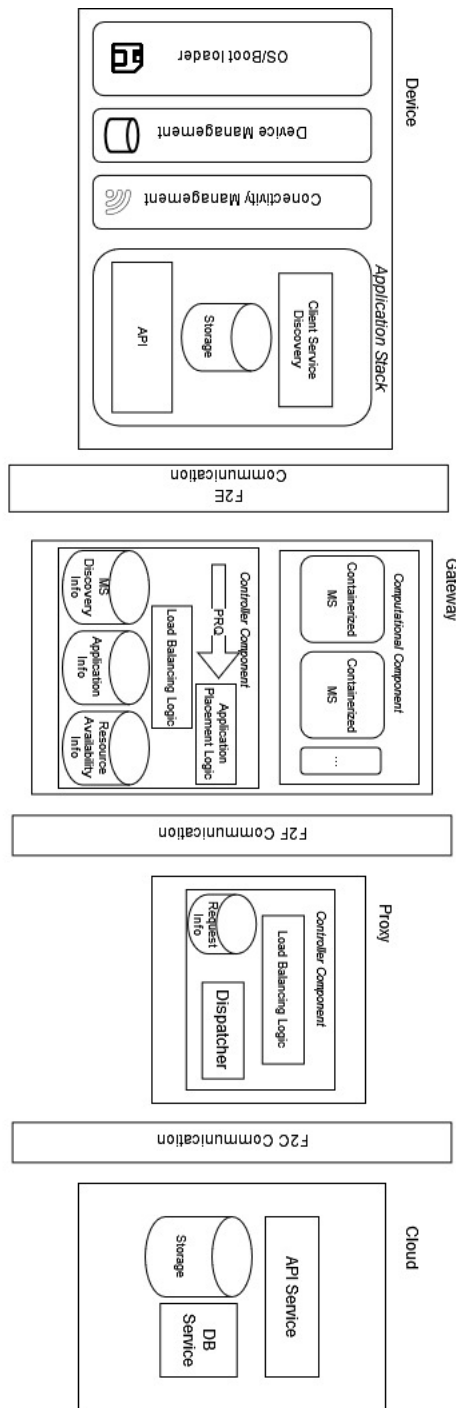 Device
OS/Boot loader
Device Management
Conectivity Management
Application Stack
Client Service
Discovery
Storage
API
F2E
Communication
Gateway
Computational Component
Containerized
MS
Containerized
MS
...
Controller Component
PRQ
Application
Placement Logic
Load Balancing Logic
MS
Discovery
Info
Application
Info
Resource
Availability
Info
F2F Communication
Proxy
Controller Component
Load Balancing Logic
Request
Info
Dispatcher
F2C Communication
Cloud
API Service
Storage
DB
Service